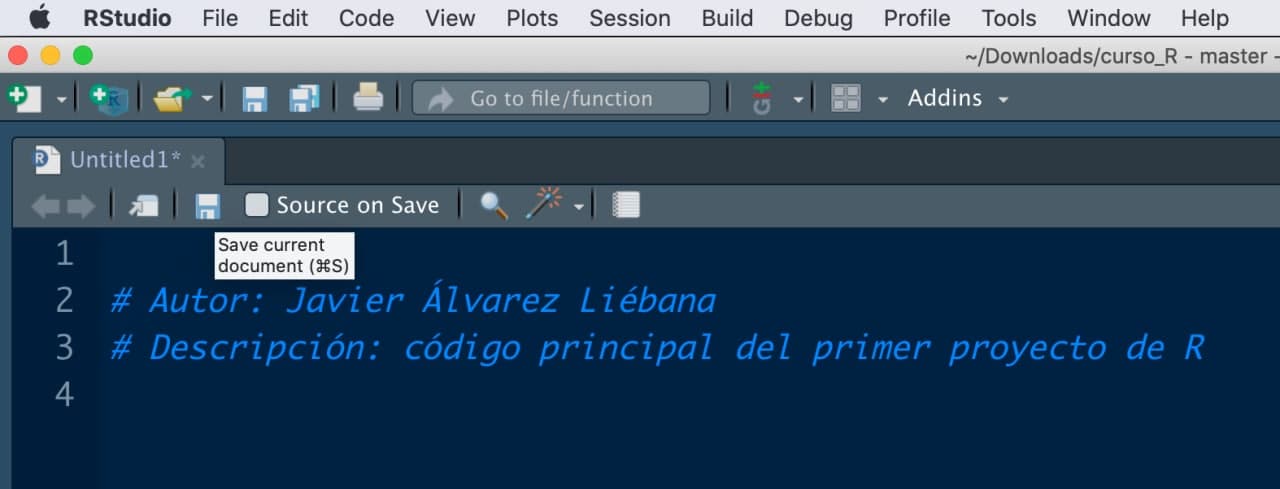 RStudio File Edit Code View Plots Session Build Debug Profile Tools Window Help
~/Downloads/curso_R - master -
Go to file/function Addins
Untitled1*
Source on Save
Save current
document (⌘S)
1
2 # Autor: Javier Álvarez Liébana
3 # Descripción: código principal del primer proyecto de R
4